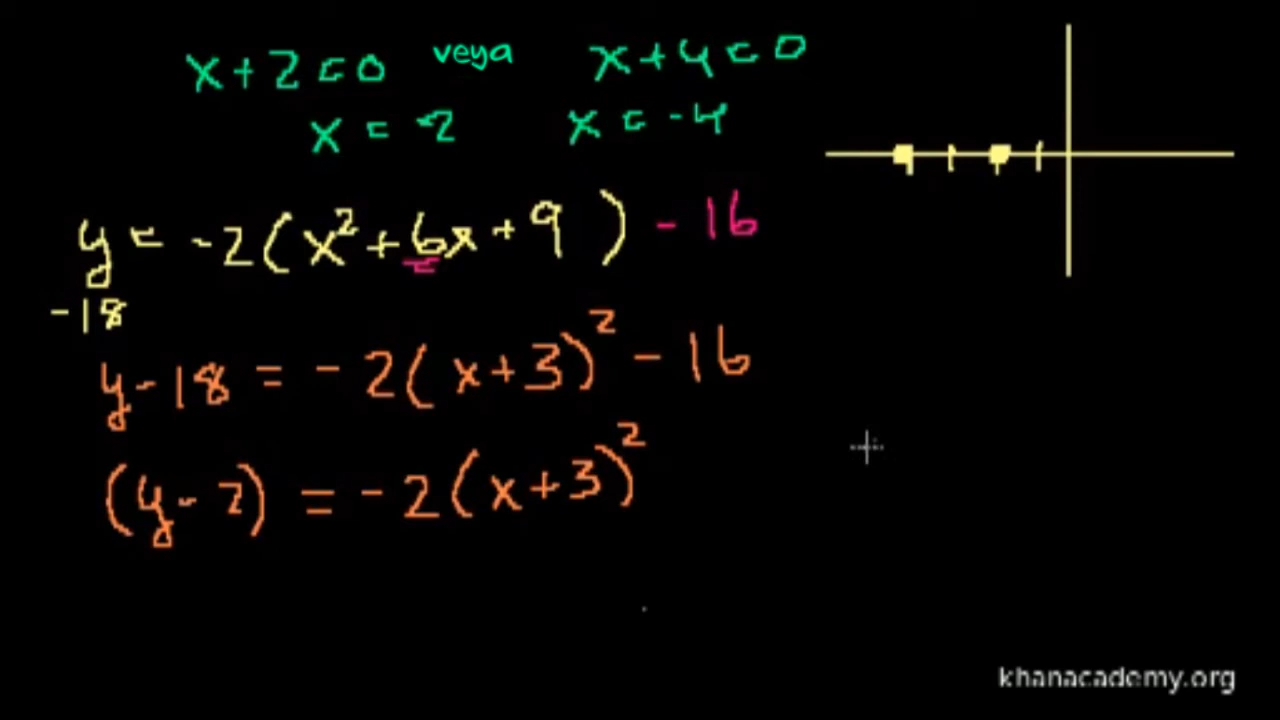 x+2=0 veya x+4=0
x = -2 x = -4
y = -2(x²+6x+9) - 16
-18
y-18 = -2(x+3)² - 16
(y-2) = -2(x+3)²
khanacademy.org